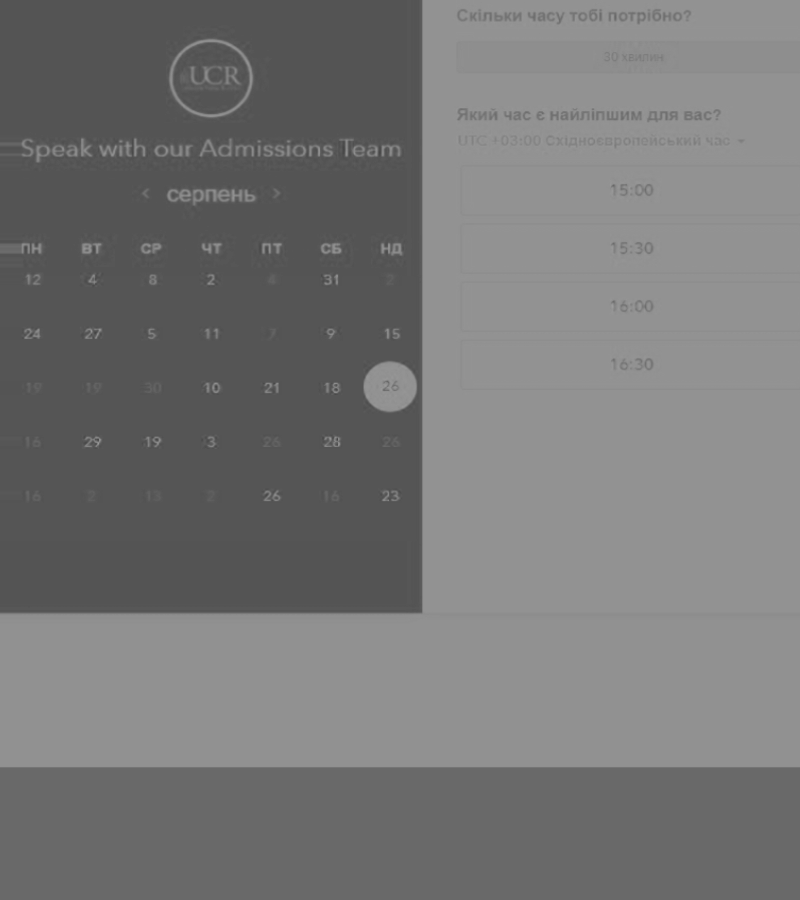 UCR
Speak with our Admissions Team
‹ серпень ›
ПН ВТ СР ЧТ ПТ СБ НД
12 4 8 2 31
24 27 5 11 7 9 15
19 19 30 10 21 18 26
16 29 19 3 26 28 26
16 2 13 2 26 16 23
Скільки часу тобі потрібно?
30 хвилин
Який час є найліпшим для вас?
UTC +03:00 Східноєвропейський час
15:00
15:30
16:00
16:30